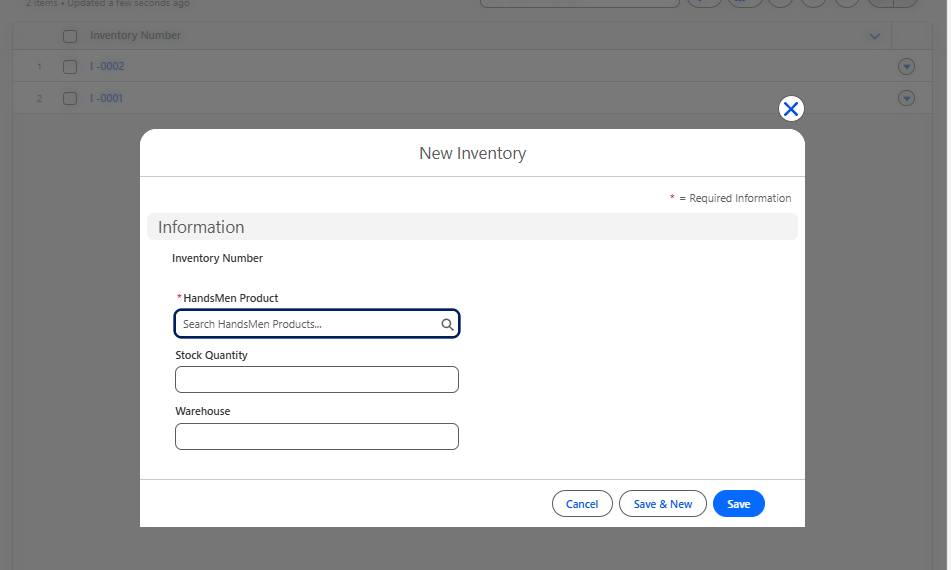 2 items • Updated a few seconds ago
Inventory Number
1 I -0002
2 I -0001
New Inventory
* = Required Information
Information
Inventory Number
*HandsMen Product
Search HandsMen Products...
Stock Quantity
Warehouse
Cancel Save & New Save